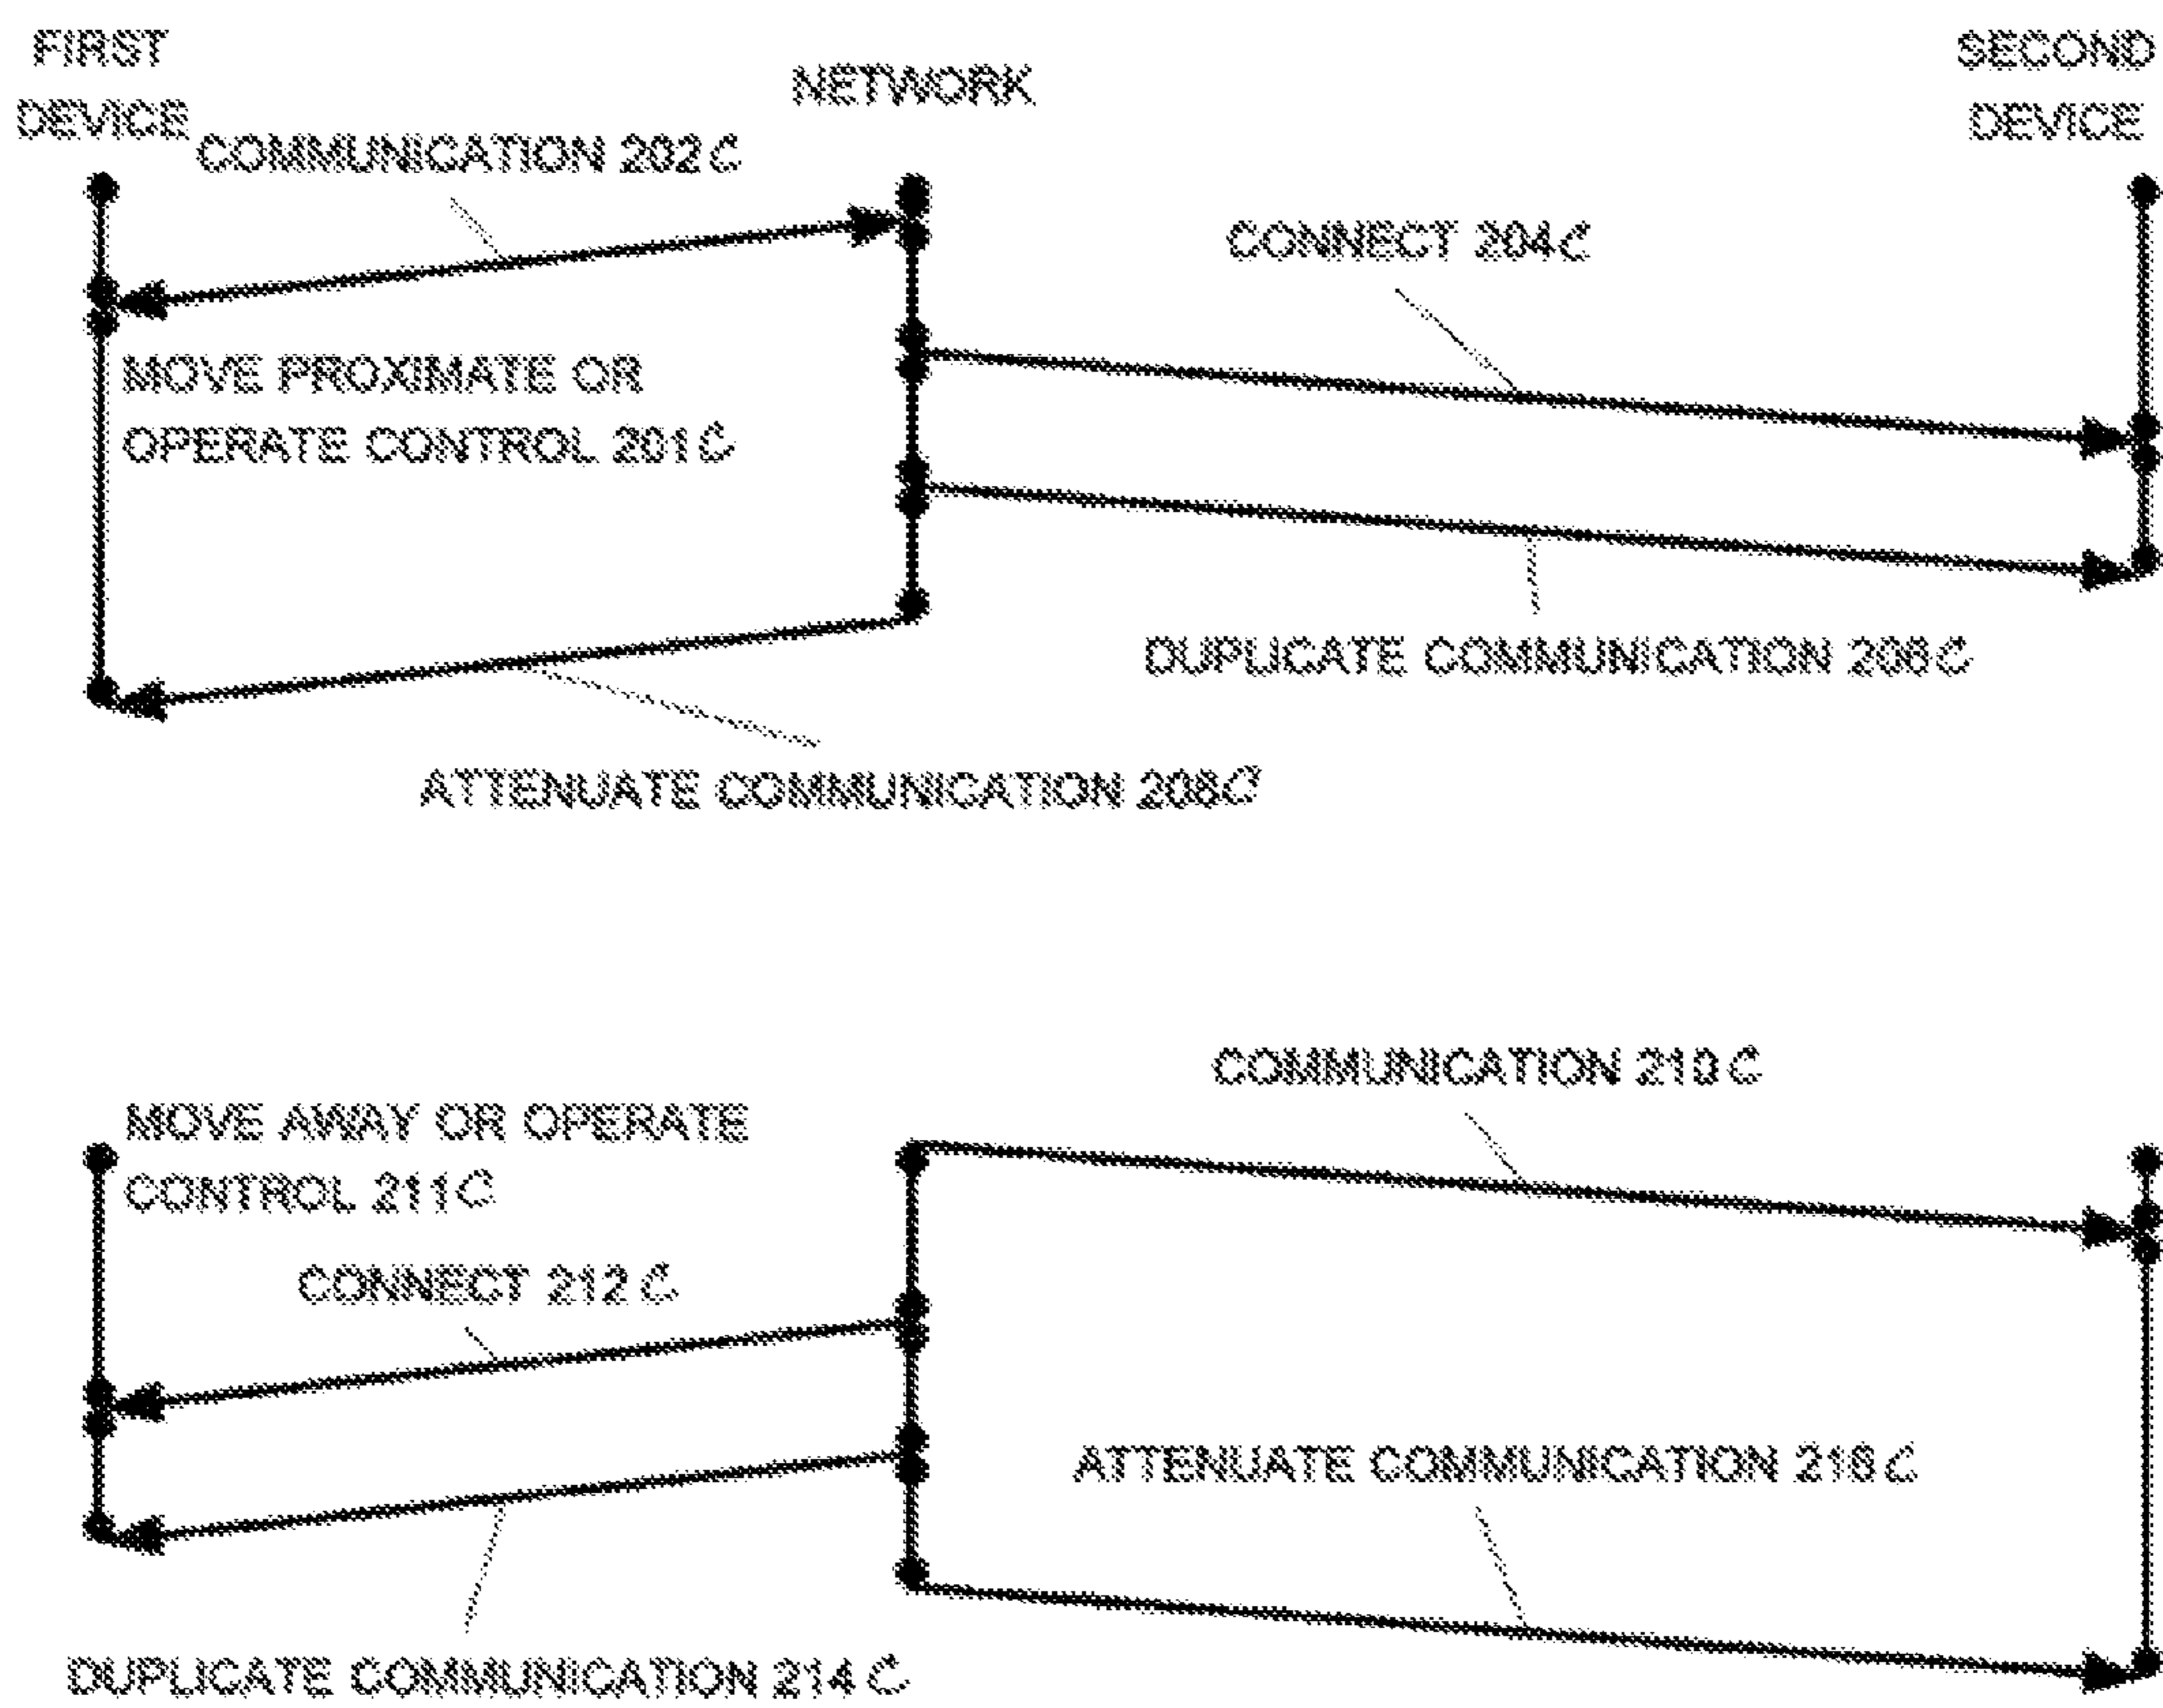 FIRST
DEVICE
NETWORK
SECOND
DEVICE
COMMUNICATION 202C
CONNECT 204C
MOVE PROXIMATE OR
OPERATE CONTROL 201C
DUPLICATE COMMUNICATION 206C
ATTENUATE COMMUNICATION 208C
COMMUNICATION 210C
MOVE AWAY OR OPERATE
CONTROL 211C
CONNECT 212C
ATTENUATE COMMUNICATION 216C
DUPLICATE COMMUNICATION 214C